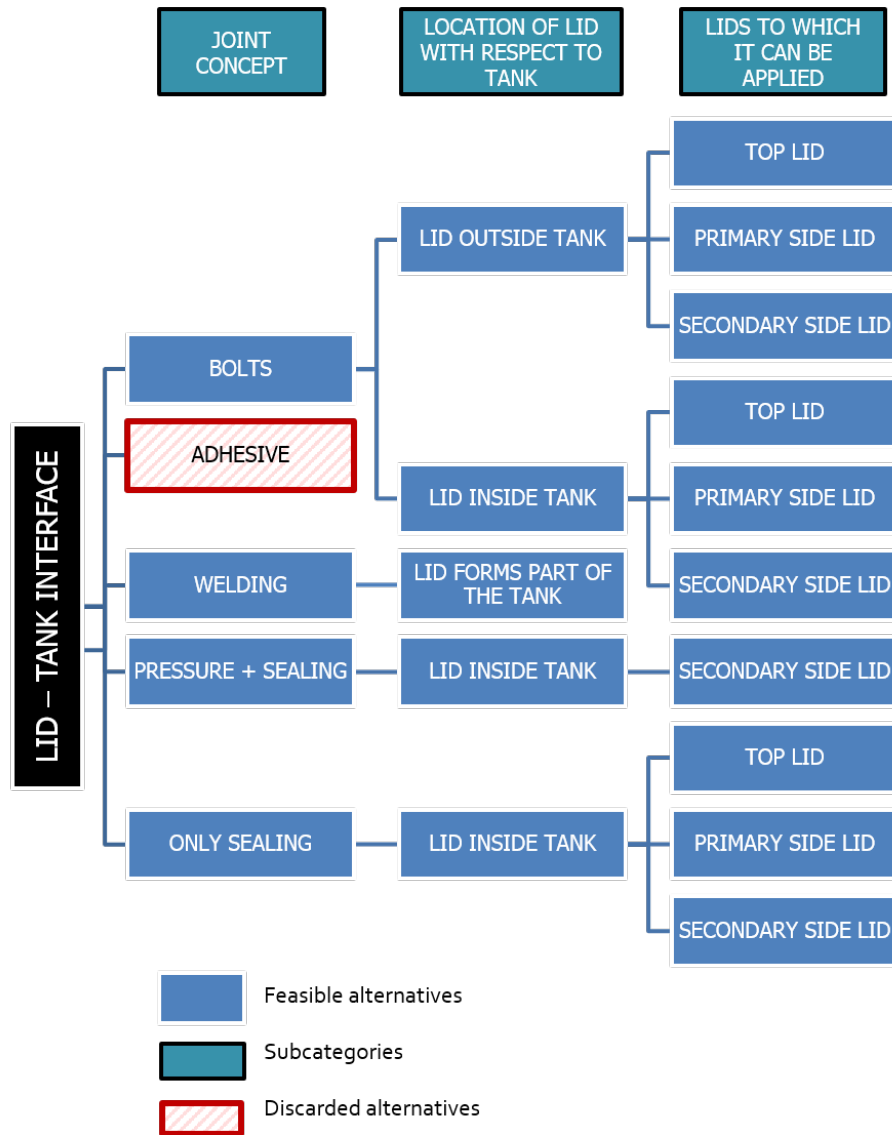 JOINT
CONCEPT
LOCATION OF LID
WITH RESPECT TO
TANK
LIDS TO WHICH
IT CAN BE
APPLIED
LID – TANK INTERFACE
BOLTS
LID OUTSIDE TANK
TOP LID
PRIMARY SIDE LID
SECONDARY SIDE LID
LID INSIDE TANK
TOP LID
PRIMARY SIDE LID
SECONDARY SIDE LID
ADHESIVE
WELDING
LID FORMS PART OF
THE TANK
PRESSURE + SEALING
LID INSIDE TANK
SECONDARY SIDE LID
ONLY SEALING
LID INSIDE TANK
TOP LID
PRIMARY SIDE LID
SECONDARY SIDE LID
Feasible alternatives
Subcategories
Discarded alternatives